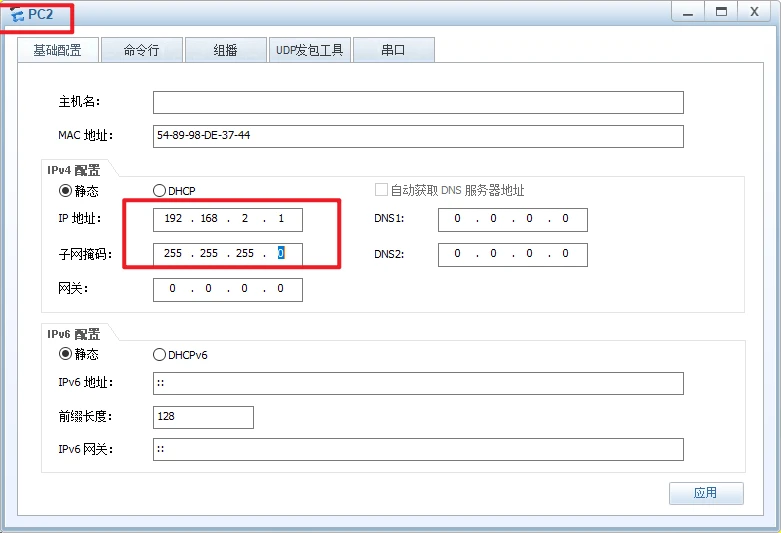 PC2
基础配置 命令行 组播 UDP发包工具 串口
主机名:
MAC 地址: 54-89-98-DE-37-44
IPv4 配置
静态 DHCP 自动获取 DNS 服务器地址
IP 地址: 192 . 168 . 2 . 1 DNS1: 0 . 0 . 0 . 0
子网掩码: 255 . 255 . 255 . 0 DNS2: 0 . 0 . 0 . 0
网关: 0 . 0 . 0 . 0
IPv6 配置
静态 DHCPv6
IPv6 地址: ::
前缀长度: 128
IPv6 网关: ::
应用